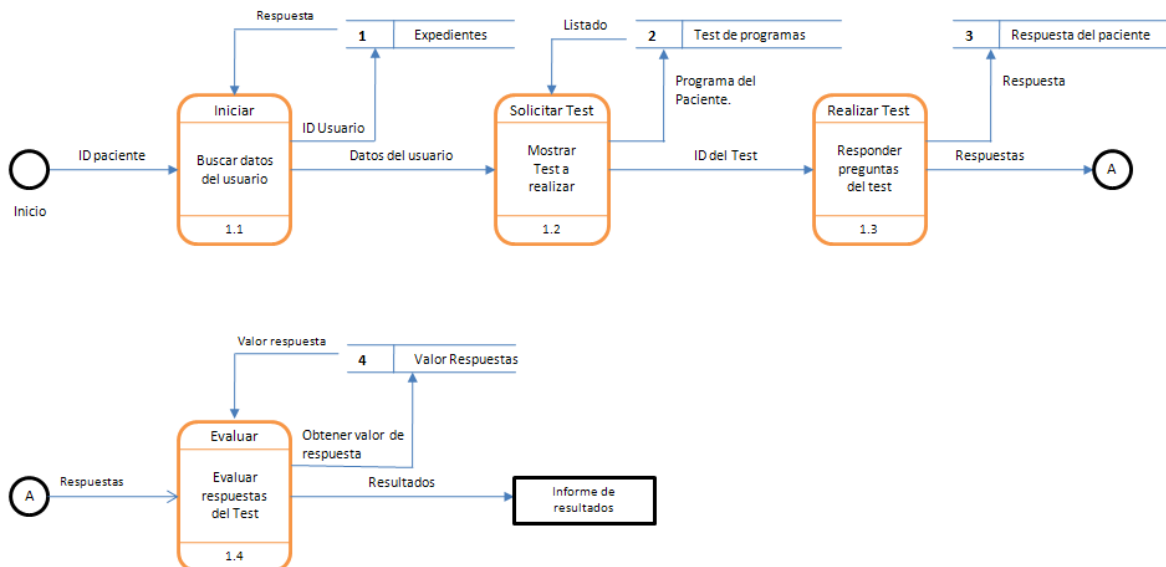 Respuesta
1 Expedientes
Listado
2 Test de programas
3 Respuesta del paciente
Iniciar
ID Usuario
Solicitar Test
Programa del
Paciente.
Realizar Test
Respuesta
ID paciente
Buscar datos
del usuario
Datos del usuario
Mostrar
Test a
realizar
ID del Test
Responder
preguntas
del test
Respuestas
A
Inicio
1.1
1.2
1.3
Valor respuesta
4 Valor Respuestas
Evaluar
Obtener valor de
respuesta
A
Respuestas
Evaluar
respuestas
del Test
Resultados
Informe de
resultados
1.4